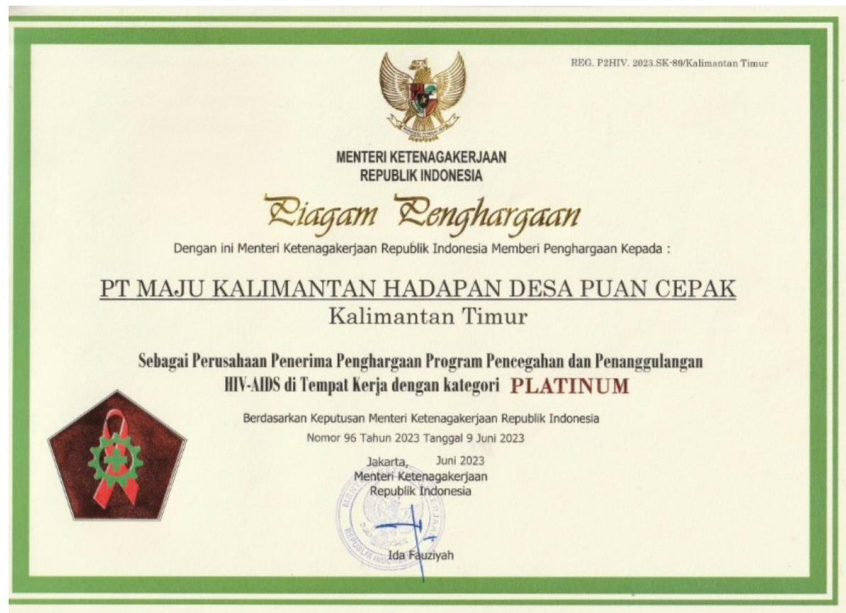 REG. P2HIV. 2023.SK-89/Kalimantan Timur
MENTERI KETENAGAKERJAAN
REPUBLIK INDONESIA
Piagam Penghargaan
Dengan ini Menteri Ketenagakerjaan Republik Indonesia Memberi Penghargaan Kepada :
PT MAJU KALIMANTAN HADAPAN DESA PUAN CEPAK
Kalimantan Timur
Sebagai Perusahaan Penerima Penghargaan Program Pencegahan dan Penanggulangan
HIV-AIDS di Tempat Kerja dengan kategori PLATINUM
Berdasarkan Keputusan Menteri Ketenagakerjaan Republik Indonesia
Nomor 96 Tahun 2023 Tanggal 9 Juni 2023
Jakarta, Juni 2023
Menteri Ketenagakerjaan
Republik Indonesia
Ida Fauziyah